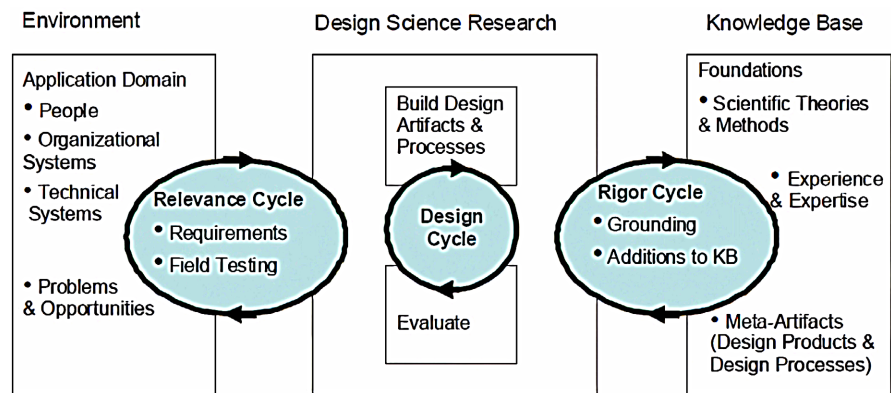 Environment
Design Science Research
Knowledge Base
Application Domain
• People
• Organizational
Systems
• Technical
Systems
• Problems
& Opportunities
Relevance Cycle
• Requirements
• Field Testing
Build Design
Artifacts &
Processes
Design
Cycle
Evaluate
Rigor Cycle
• Grounding
• Additions to KB
Foundations
• Scientific Theories
& Methods
• Experience
& Expertise
• Meta-Artifacts
(Design Products &
Design Processes)